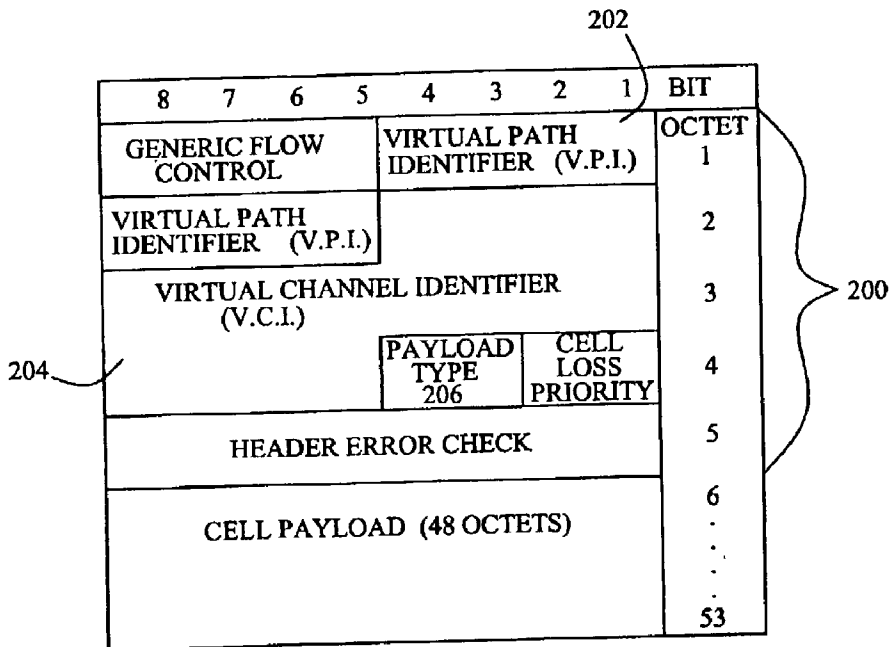 202
8 7 6 5 4 3 2 1 BIT
GENERIC FLOW
CONTROL
VIRTUAL PATH
IDENTIFIER (V.P.I.)
OCTET
1
VIRTUAL PATH
IDENTIFIER (V.P.I.)
2
VIRTUAL CHANNEL IDENTIFIER
(V.C.I.)
3
200
204
PAYLOAD
TYPE
206
CELL
LOSS
PRIORITY
4
HEADER ERROR CHECK
5
CELL PAYLOAD (48 OCTETS)
6
.
.
.
.
53